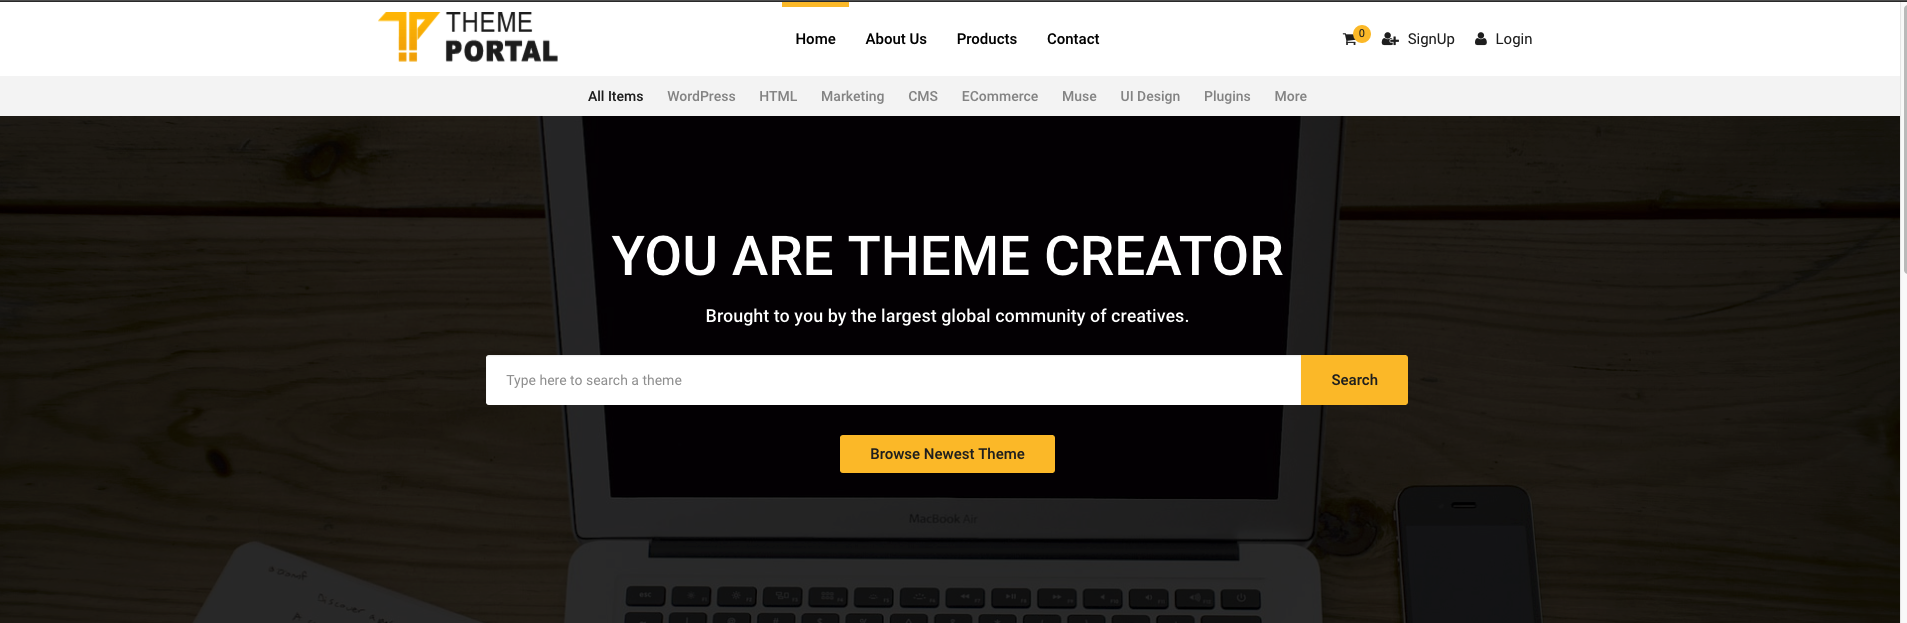 THEME
PORTAL
Home About Us Products Contact
0 SignUp Login
All Items WordPress HTML Marketing CMS ECommerce Muse UI Design Plugins More
YOU ARE THEME CREATOR
Brought to you by the largest global community of creatives.
Type here to search a theme Search
Browse Newest Theme
MacBook Air
esc